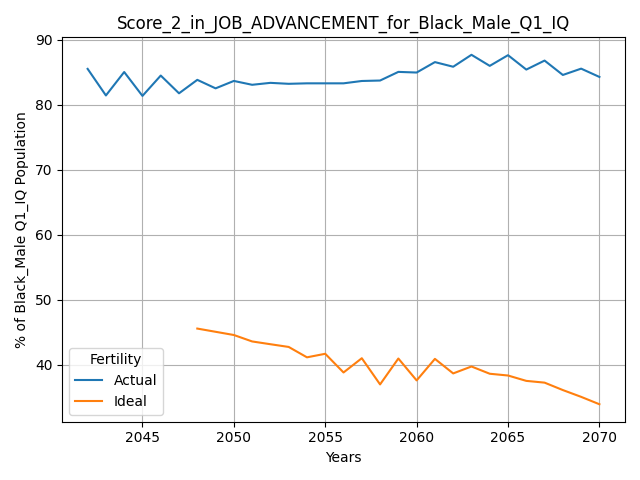 Score_2_in_JOB_ADVANCEMENT_for_Black_Male_Q1_IQ
% of Black_Male Q1_IQ Population
90
80
70
60
50
40
Fertility
Actual
Ideal
2045 2050 2055 2060 2065 2070
Years